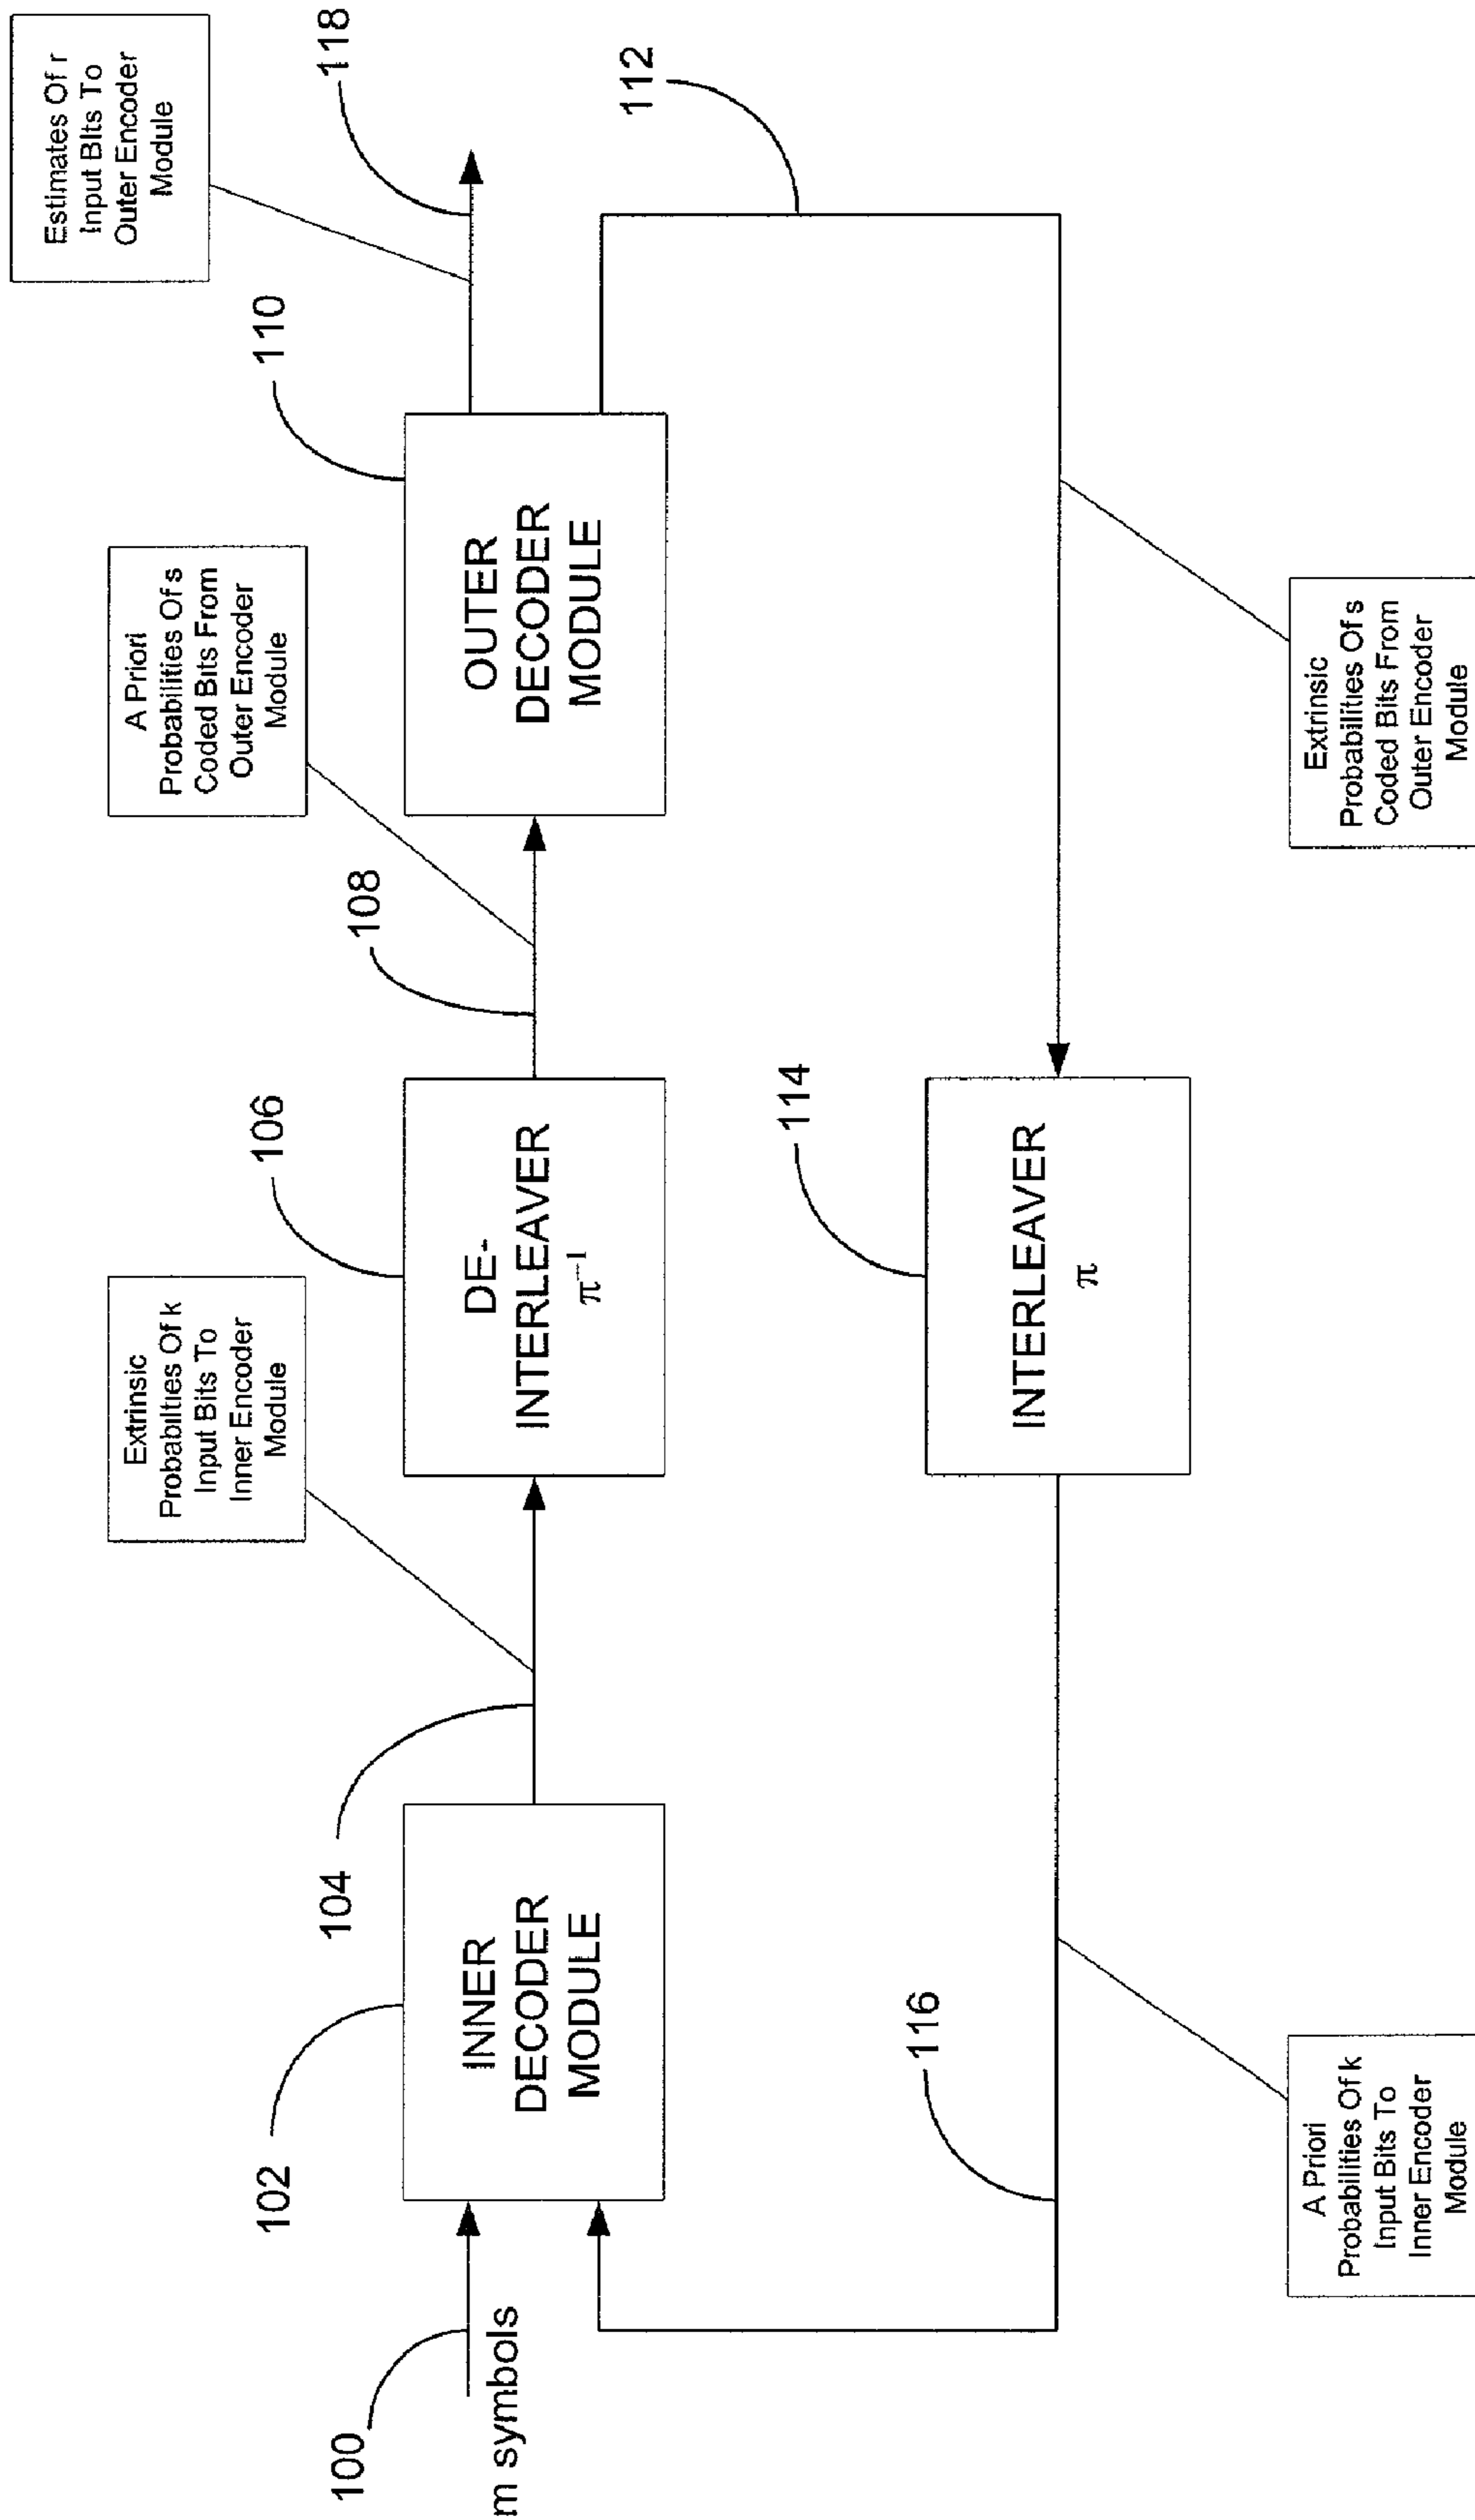 Estimates Of r
Input BIts To
Outer Encoder
Module
118
110
A Priori
Probabilities Of s
Coded Bits From
Outer Encoder
Module
108
OUTER
DECODER
MODULE
112
Extrinsic
Probabilities Of s
Coded Bits From
Outer Encoder
Module
106
DE-
INTERLEAVER
π⁻¹
Extrinsic
Probabilties Of k
Input Bits To
Inner Encoder
Module
114
INTERLEAVER
π
104
102
INNER
DECODER
MODULE
116
A Priori
Probabilities Of k
Input Bits To
Inner Encoder
Module
100
m symbols